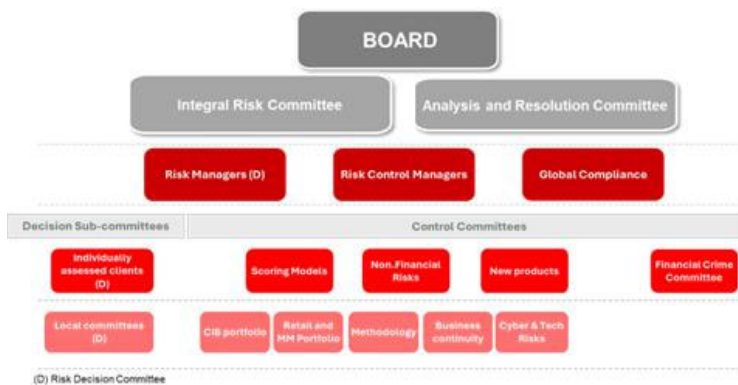 BOARD
Integral Risk Committee
Analysis and Resolution Committee
Risk Managers (D)
Risk Control Managers
Global Compliance
Decision Sub-committees
Control Committees
Individually
assessed clients
(D)
Scoring Models
Non.Financial
Risks
New products
Financial Crime
Committee
Local committees
(D)
CIB portfolio
Retail and
MM Portfolio
Methodology
Business
continuity
Cyber & Tech
Risks
(D) Risk Decision Committee